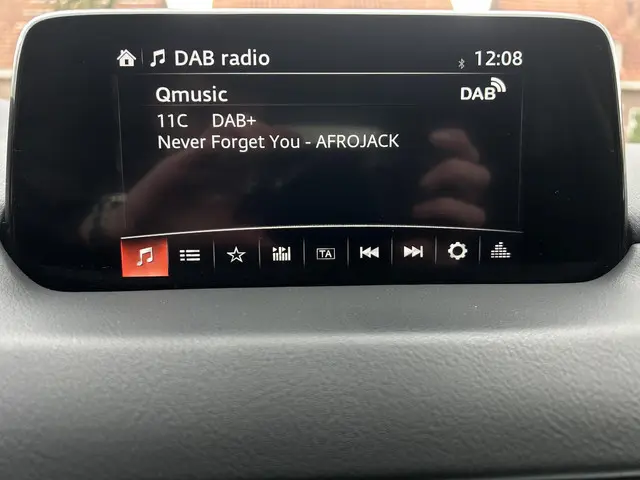 DAB radio 12:08
Qmusic DAB
11C DAB+
Never Forget You - AFROJACK
TA